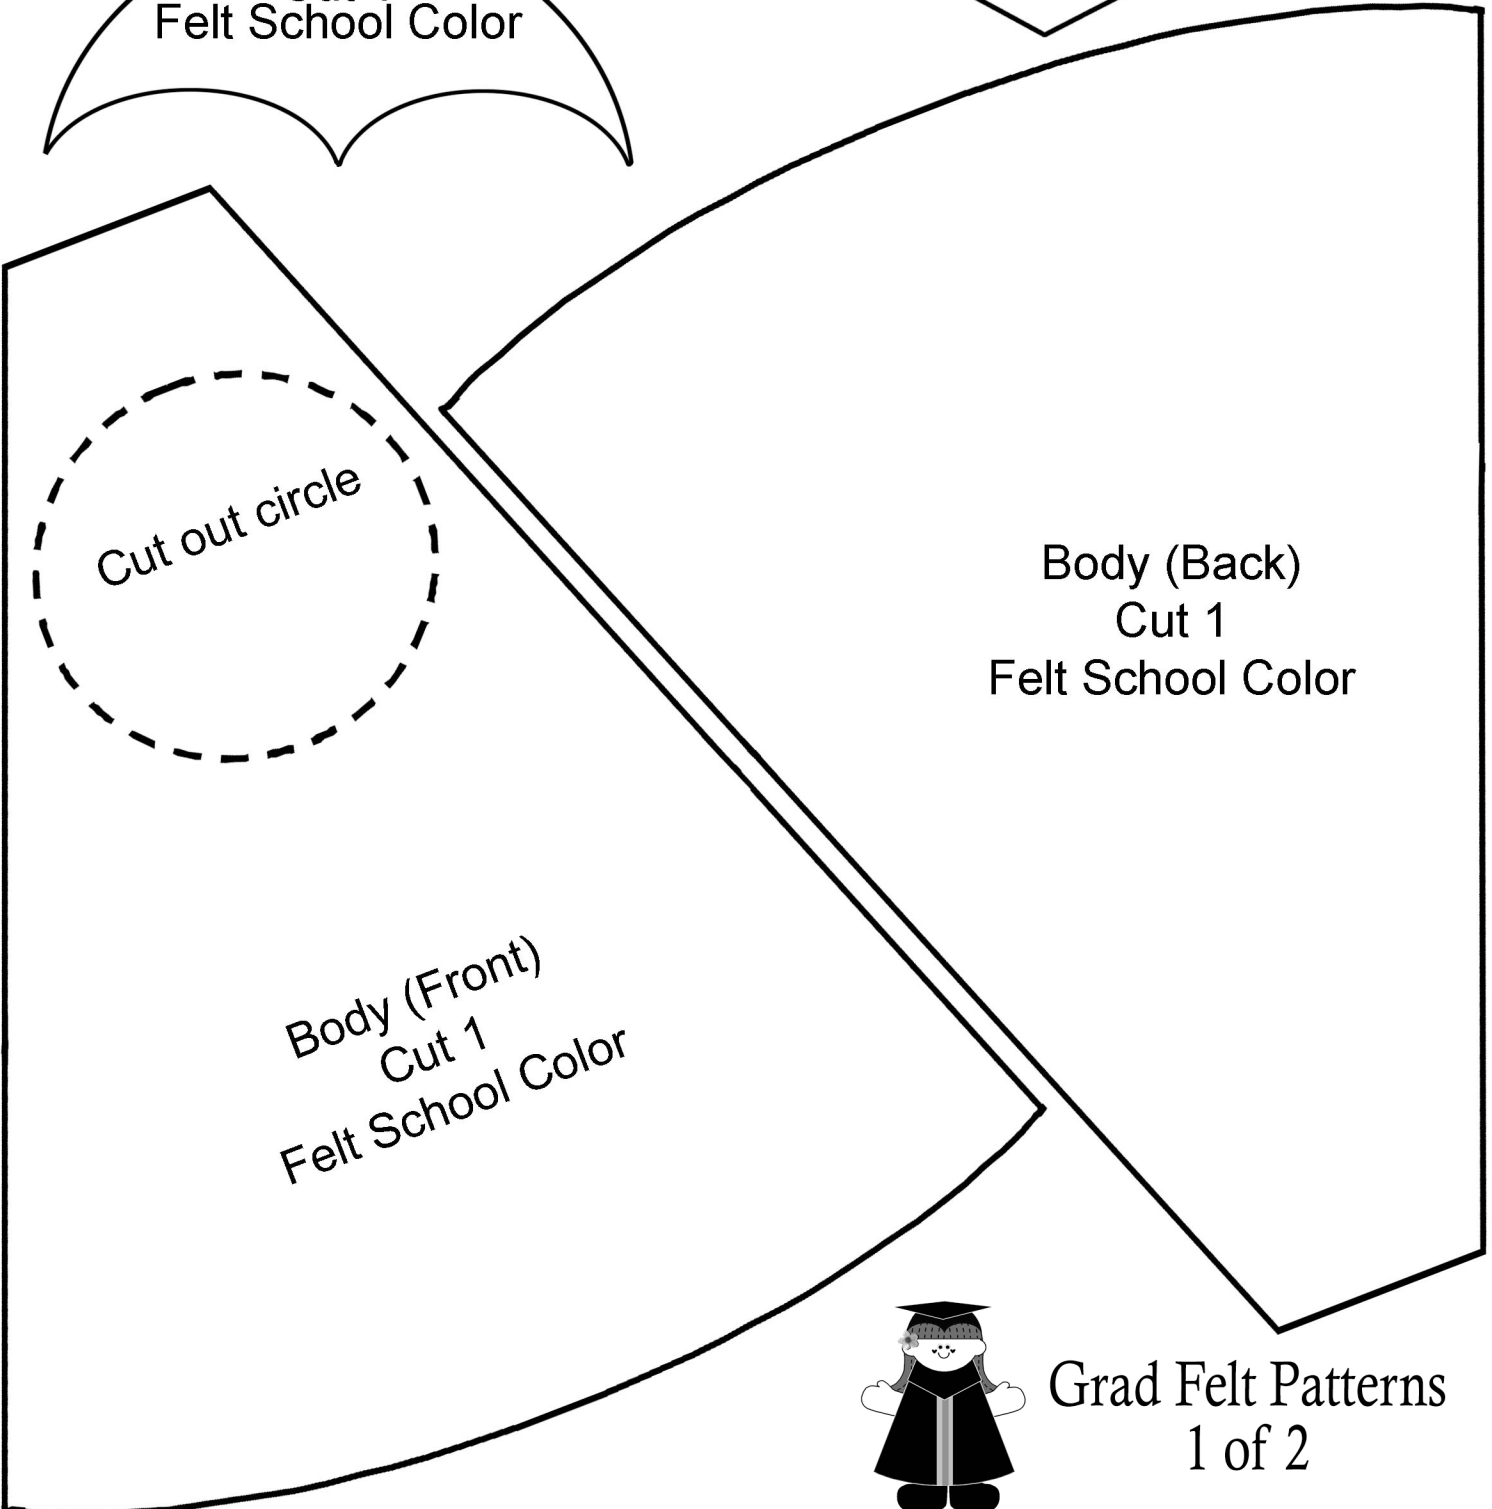 Felt School Color
Cut out circle
Body (Back)
Cut 1
Felt School Color
Body (Front)
Cut 1
Felt School Color
Grad Felt Patterns
1 of 2